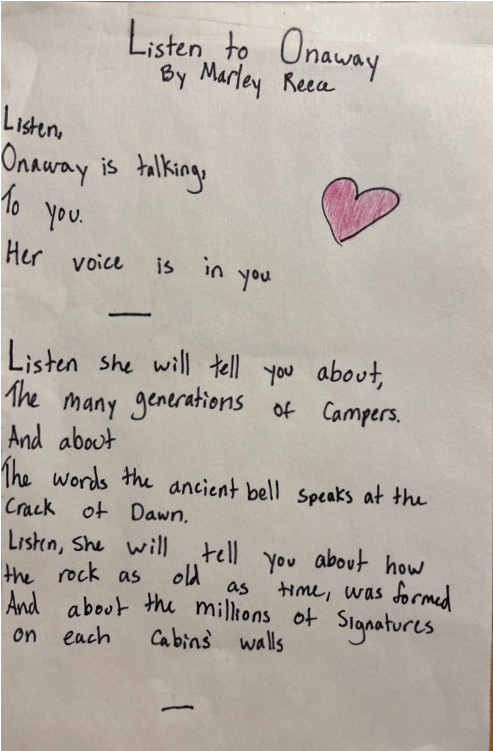 Listen to Onaway
By Marley Reece
Listen,
Onaway is talking,
To you.
Her voice is in you
—
Listen she will tell you about,
The many generations of Campers.
And about
The words the ancient bell speaks at the
Crack of Dawn.
Listen, She will tell you about how
the rock as old as time, was formed
And about the millions of Signatures
on each Cabins' walls
—